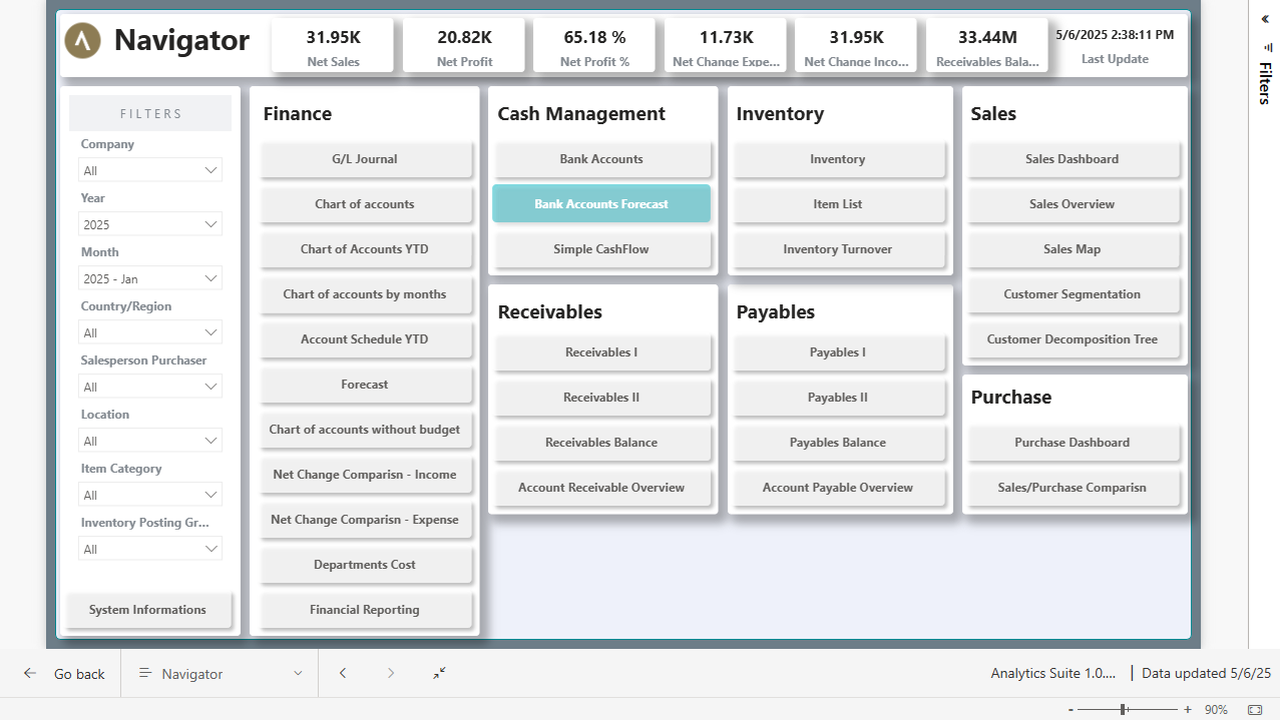 Navigator
31.95K
Net Sales
20.82K
Net Profit
65.18 %
Net Profit %
11.73K
Net Change Expe...
31.95K
Net Change Inco...
33.44M
Receivables Bala...
5/6/2025 2:38:11 PM
Last Update
Filters
FILTERS
Company
All
Year
2025
Month
2025 - Jan
Country/Region
All
Salesperson Purchaser
All
Location
All
Item Category
All
Inventory Posting Gr...
All
System Informations
Finance
G/L Journal
Chart of accounts
Chart of Accounts YTD
Chart of accounts by months
Account Schedule YTD
Forecast
Chart of accounts without budget
Net Change Comparisn - Income
Net Change Comparisn - Expense
Departments Cost
Financial Reporting
Cash Management
Bank Accounts
Bank Accounts Forecast
Simple CashFlow
Receivables
Receivables I
Receivables II
Receivables Balance
Account Receivable Overview
Inventory
Inventory
Item List
Inventory Turnover
Payables
Payables I
Payables II
Payables Balance
Account Payable Overview
Sales
Sales Dashboard
Sales Overview
Sales Map
Customer Segmentation
Customer Decomposition Tree
Purchase
Purchase Dashboard
Sales/Purchase Comparisn
Go back
Navigator
Analytics Suite 1.0.... | Data updated 5/6/25
- + 90%